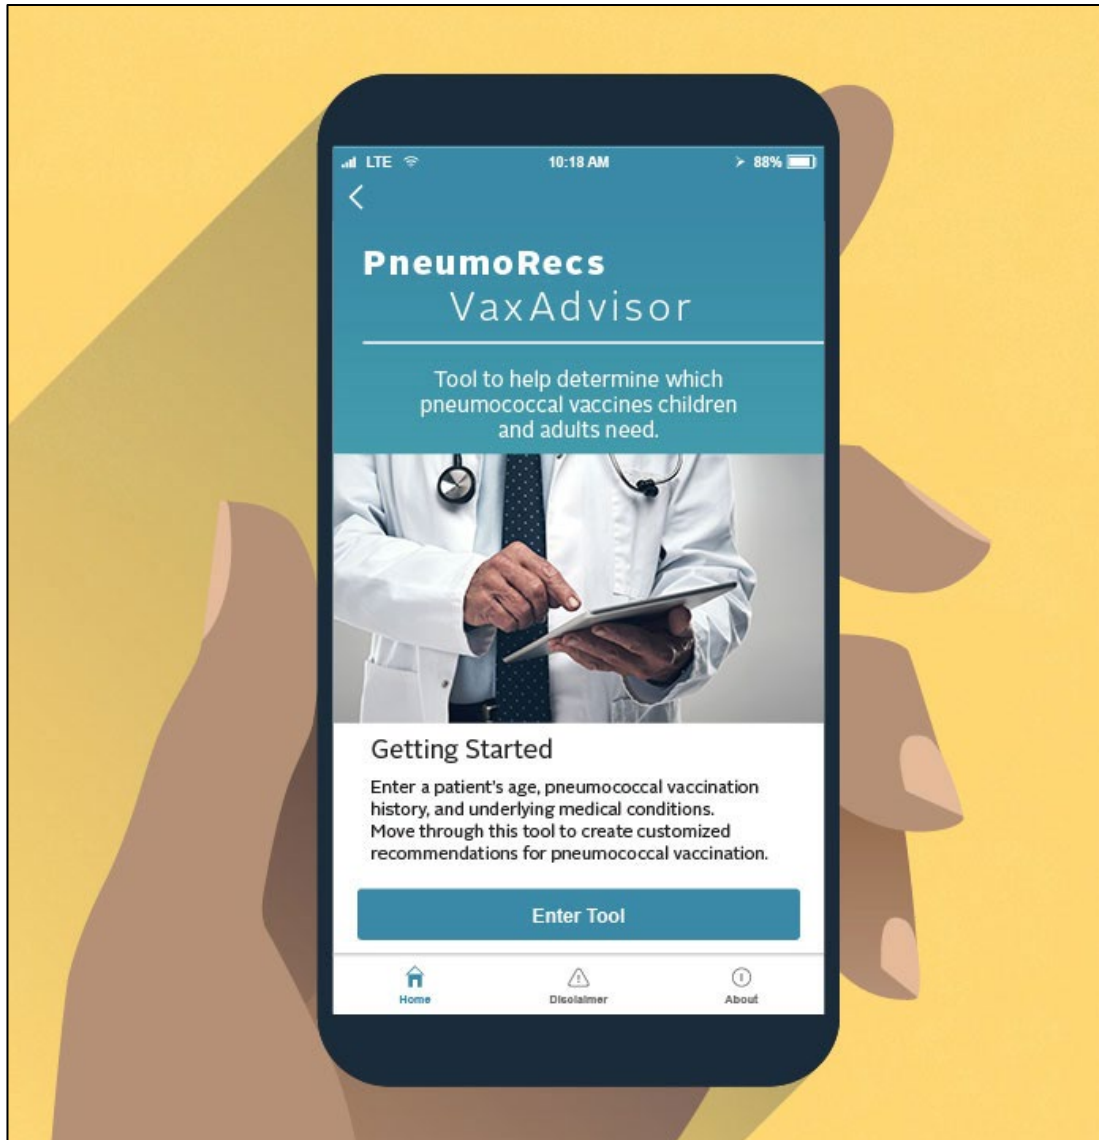 LTE 10:18 AM 88%
PneumoRecs
VaxAdvisor
Tool to help determine which
pneumococcal vaccines children
and adults need.
Getting Started
Enter a patient's age, pneumococcal vaccination
history, and underlying medical conditions.
Move through this tool to create customized
recommendations for pneumococcal vaccination.
Enter Tool
Home Disclaimer About